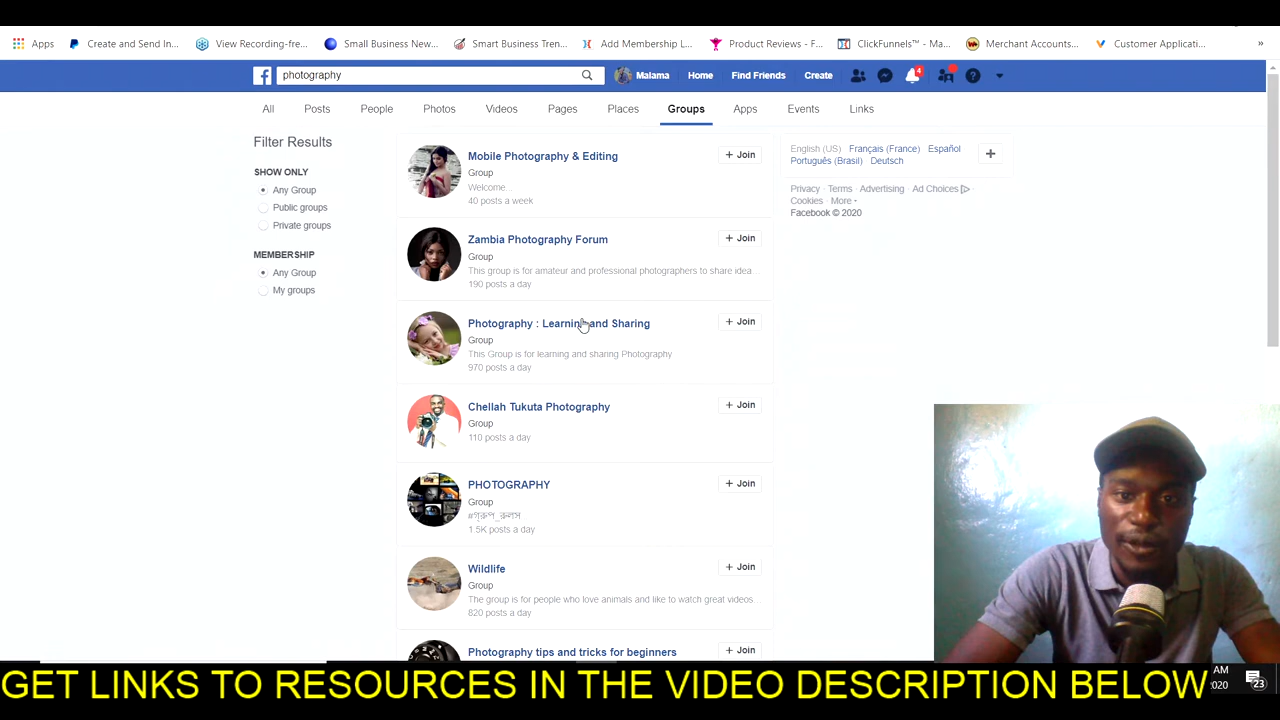 Apps
Create and Send In...
View Recording-fre...
Small Business New...
Smart Business Tren...
Add Membership L...
Product Reviews - F...
ClickFunnels™ - Ma...
Merchant Accounts...
Customer Applicati...
»
photography
Malama
Home
Find Friends
Create
4
All
Posts
People
Photos
Videos
Pages
Places
Groups
Apps
Events
Links
Filter Results
SHOW ONLY
Any Group
Public groups
Private groups
MEMBERSHIP
Any Group
My groups
Mobile Photography & Editing
+ Join
Group
Welcome...
40 posts a week
Zambia Photography Forum
+ Join
Group
This group is for amateur and professional photographers to share idea...
190 posts a day
Photography : Learning and Sharing
+ Join
Group
This Group is for learning and sharing Photography
970 posts a day
Chellah Tukuta Photography
+ Join
Group
110 posts a day
PHOTOGRAPHY
+ Join
Group
#গ্রুপ_রুলস
1.5K posts a day
Wildlife
+ Join
Group
The group is for people who love animals and like to watch great videos...
820 posts a day
Photography tips and tricks for beginners
+ Join
English (US) · Français (France) · Español
Português (Brasil) · Deutsch
Privacy · Terms · Advertising · Ad Choices ·
Cookies · More
Facebook © 2020
GET LINKS TO RESOURCES IN THE VIDEO DESCRIPTION BELOW
AM
2020
23